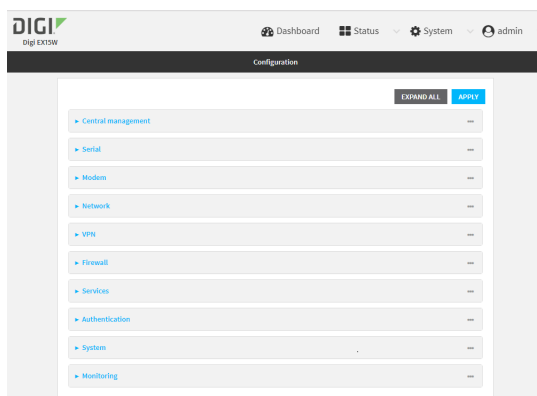 DIGI
Digi EX15W
Dashboard Status System admin
Configuration
EXPAND ALL APPLY
Central management
Serial
Modem
Network
VPN
Firewall
Services
Authentication
System
Monitoring